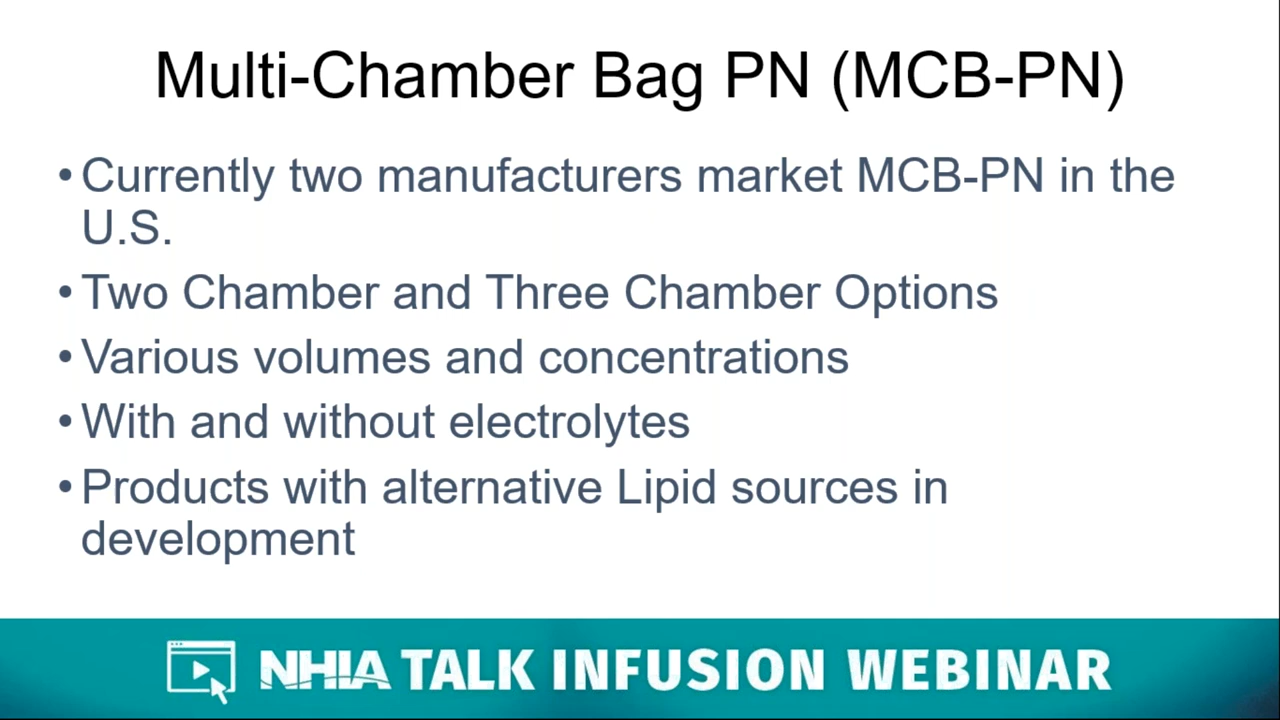 Multi-Chamber Bag PN (MCB-PN)
• Currently two manufacturers market MCB-PN in the
U.S.
• Two Chamber and Three Chamber Options
• Various volumes and concentrations
• With and without electrolytes
• Products with alternative Lipid sources in
development
NHIA TALK INFUSION WEBINAR